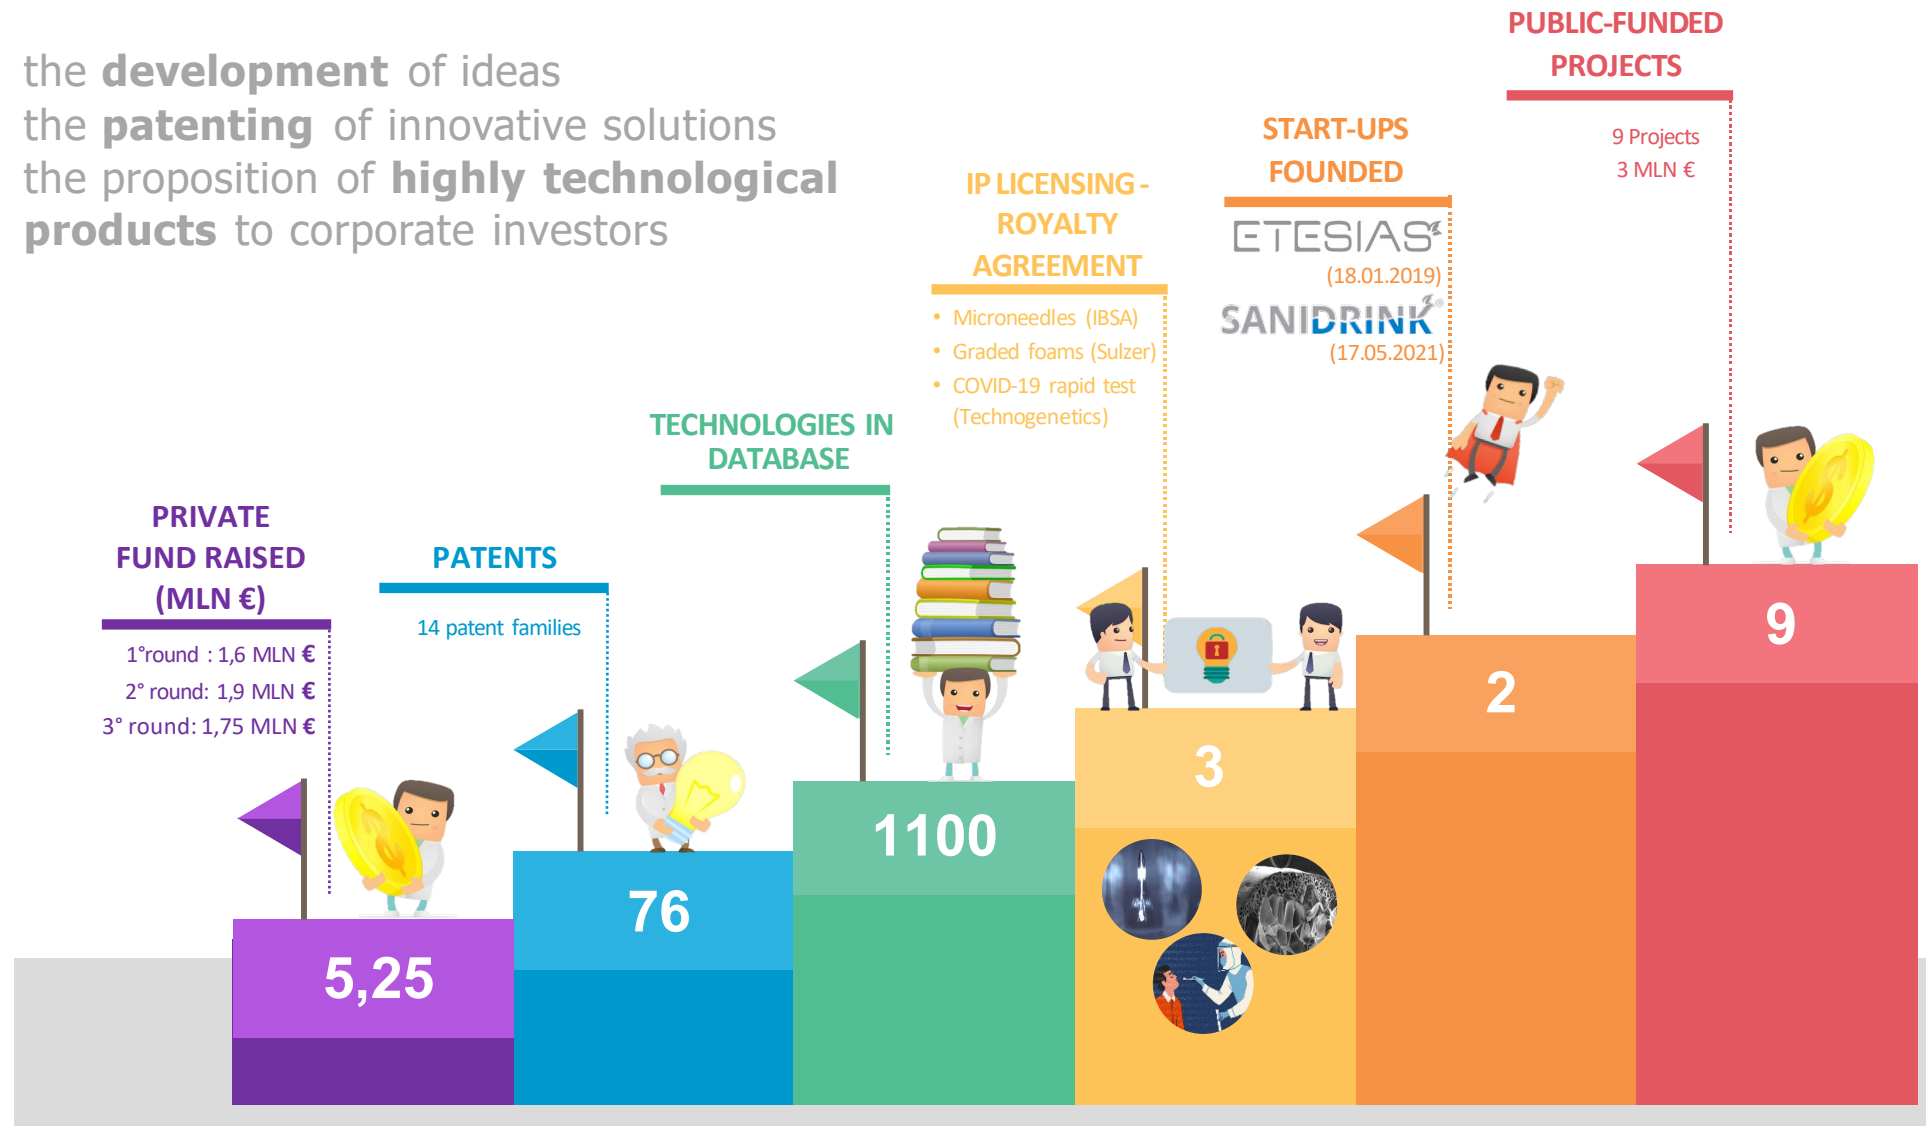 the development of ideas
the patenting of innovative solutions
the proposition of highly technological
products to corporate investors
PRIVATE
FUND RAISED
(MLN €)
1°round : 1,6 MLN €
2° round: 1,9 MLN €
3° round: 1,75 MLN €
5,25
PATENTS
14 patent families
76
TECHNOLOGIES IN
DATABASE
1100
IP LICENSING -
ROYALTY
AGREEMENT
• Microneedles (IBSA)
• Graded foams (Sulzer)
• COVID-19 rapid test
(Technogenetics)
3
START-UPS
FOUNDED
ETESIAS
(18.01.2019)
SANIDRINK®
(17.05.2021)
2
PUBLIC-FUNDED
PROJECTS
9 Projects
3 MLN €
9